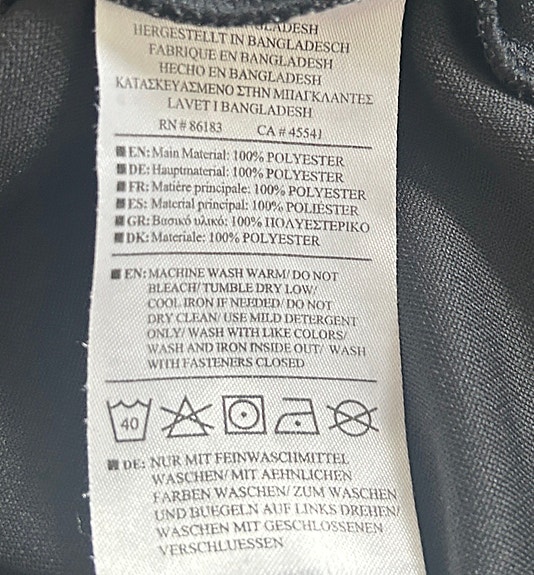 HERGESTELLT IN BANGLADESCH
FABRIQUE EN BANGLADESH
HECHO EN BANGLADESH
ΚΑΤΑΣΚΕΥΑΣΜΕΝΟ ΣΤΗΝ ΜΠΑΓΚΛΑΝΤΕΣ
LAVET I BANGLADESH
RN # 86183 CA # 45541
EN: Main Material: 100% POLYESTER
DE: Hauptmaterial: 100% POLYESTER
FR: Matière principale: 100% POLYESTER
ES: Material principal: 100% POLIÉSTER
GR: Βασικό υλικό: 100% ΠΟΛΥΕΣΤΕΡΙΚΟ
DK: Materiale: 100% POLYESTER
EN: MACHINE WASH WARM/ DO NOT
BLEACH/ TUMBLE DRY LOW/
COOL IRON IF NEEDED/ DO NOT
DRY CLEAN/ USE MILD DETERGENT
ONLY/ WASH WITH LIKE COLORS/
WASH AND IRON INSIDE OUT/ WASH
WITH FASTENERS CLOSED
40
DE: NUR MIT FEINWASCHMITTEL
WASCHEN/ MIT AEHNLICHEN
FARBEN WASCHEN/ ZUM WASCHEN
UND BUEGELN AUF LINKS DREHEN/
WASCHEN MIT GESCHLOSSENEN
VERSCHLUESSEN